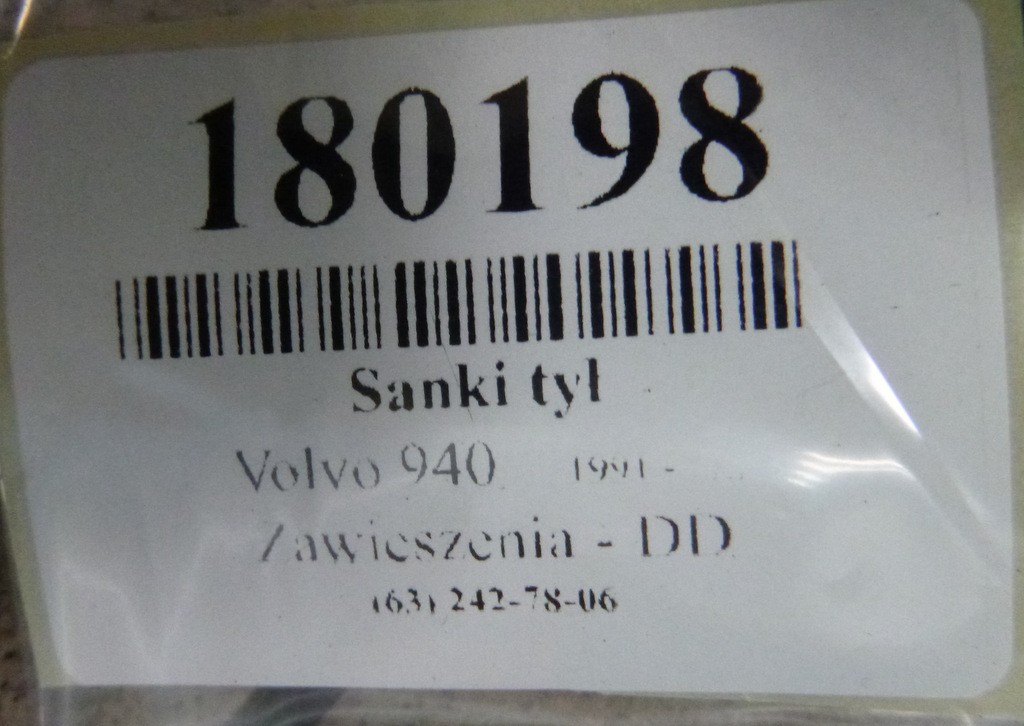 180198
Sanki tył
Volvo 940 1991 -
Zawieszenia - DD
(63) 242-78-06